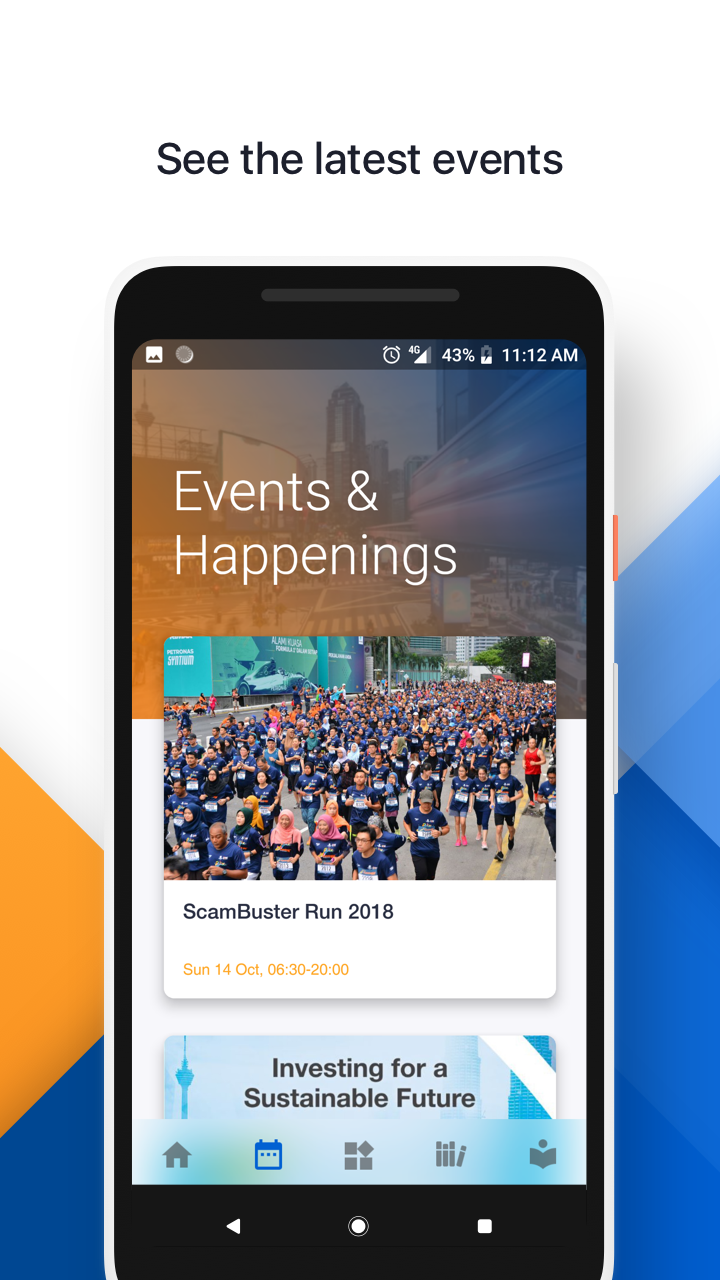 See the latest events
4G
43%
11:12 AM
Events &
Happenings
ALAMI KUASA
PETRONAS
SYNTIUM
ScamBuster Run 2018
Sun 14 Oct, 06:30-20:00
Investing for a
Sustainable Future